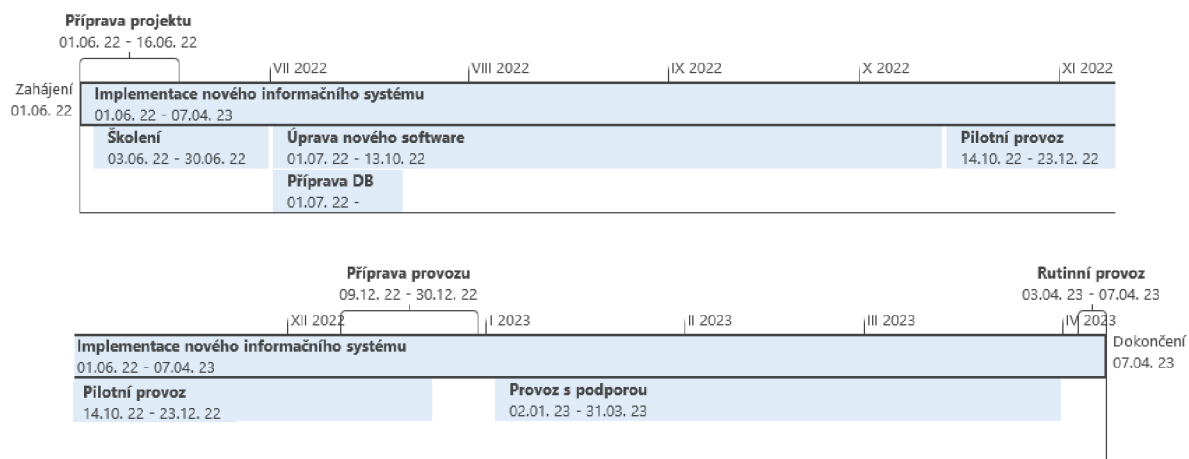 Příprava projektu
01.06. 22 - 16.06. 22
VII 2022
VIII 2022
IX 2022
X 2022
XI 2022
Zahájení
01.06. 22
Implementace nového informačního systému
01.06. 22 - 07.04. 23
Školení
03.06. 22 - 30.06. 22
Úprava nového software
01.07. 22 - 13.10. 22
Pilotní provoz
14.10. 22 - 23.12. 22
Příprava DB
01.07. 22 -
Příprava provozu
09.12. 22 - 30.12. 22
Rutinní provoz
03.04. 23 - 07.04. 23
XII 2022
I 2023
II 2023
III 2023
IV 2023
Implementace nového informačního systému
01.06. 22 - 07.04. 23
Dokončení
07.04. 23
Pilotní provoz
14.10. 22 - 23.12. 22
Provoz s podporou
02.01. 23 - 31.03. 23